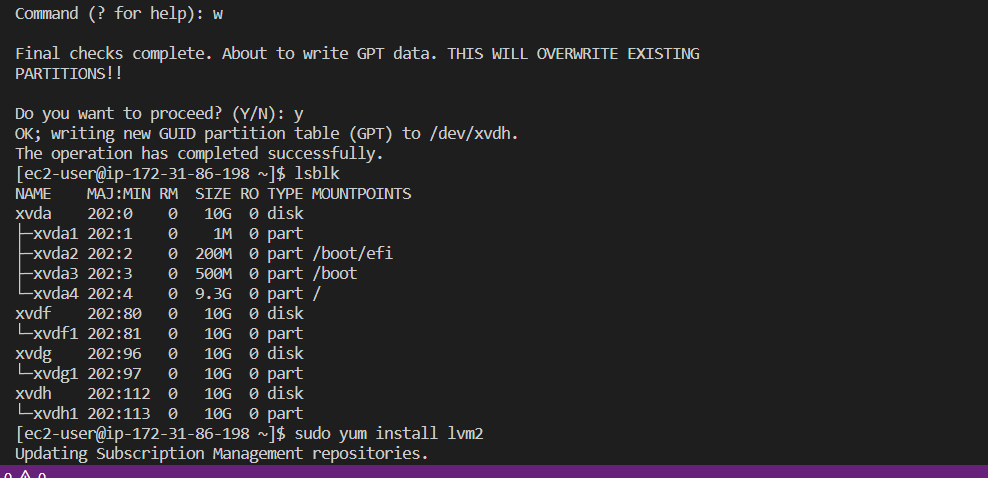 Command (? for help): w
Final checks complete. About to write GPT data. THIS WILL OVERWRITE EXISTING
PARTITIONS!!
Do you want to proceed? (Y/N): y
OK; writing new GUID partition table (GPT) to /dev/xvdh.
The operation has completed successfully.
[ec2-user@ip-172-31-86-198 ~]$ lsblk
NAME    MAJ:MIN RM  SIZE RO TYPE MOUNTPOINTS
xvda    202:0    0   10G  0 disk
├─xvda1 202:1    0    1M  0 part
├─xvda2 202:2    0  200M  0 part /boot/efi
├─xvda3 202:3    0  500M  0 part /boot
└─xvda4 202:4    0  9.3G  0 part /
xvdf    202:80   0   10G  0 disk
└─xvdf1 202:81   0   10G  0 part
xvdg    202:96   0   10G  0 disk
└─xvdg1 202:97   0   10G  0 part
xvdh    202:112  0   10G  0 disk
└─xvdh1 202:113  0   10G  0 part
[ec2-user@ip-172-31-86-198 ~]$ sudo yum install lvm2
Updating Subscription Management repositories.